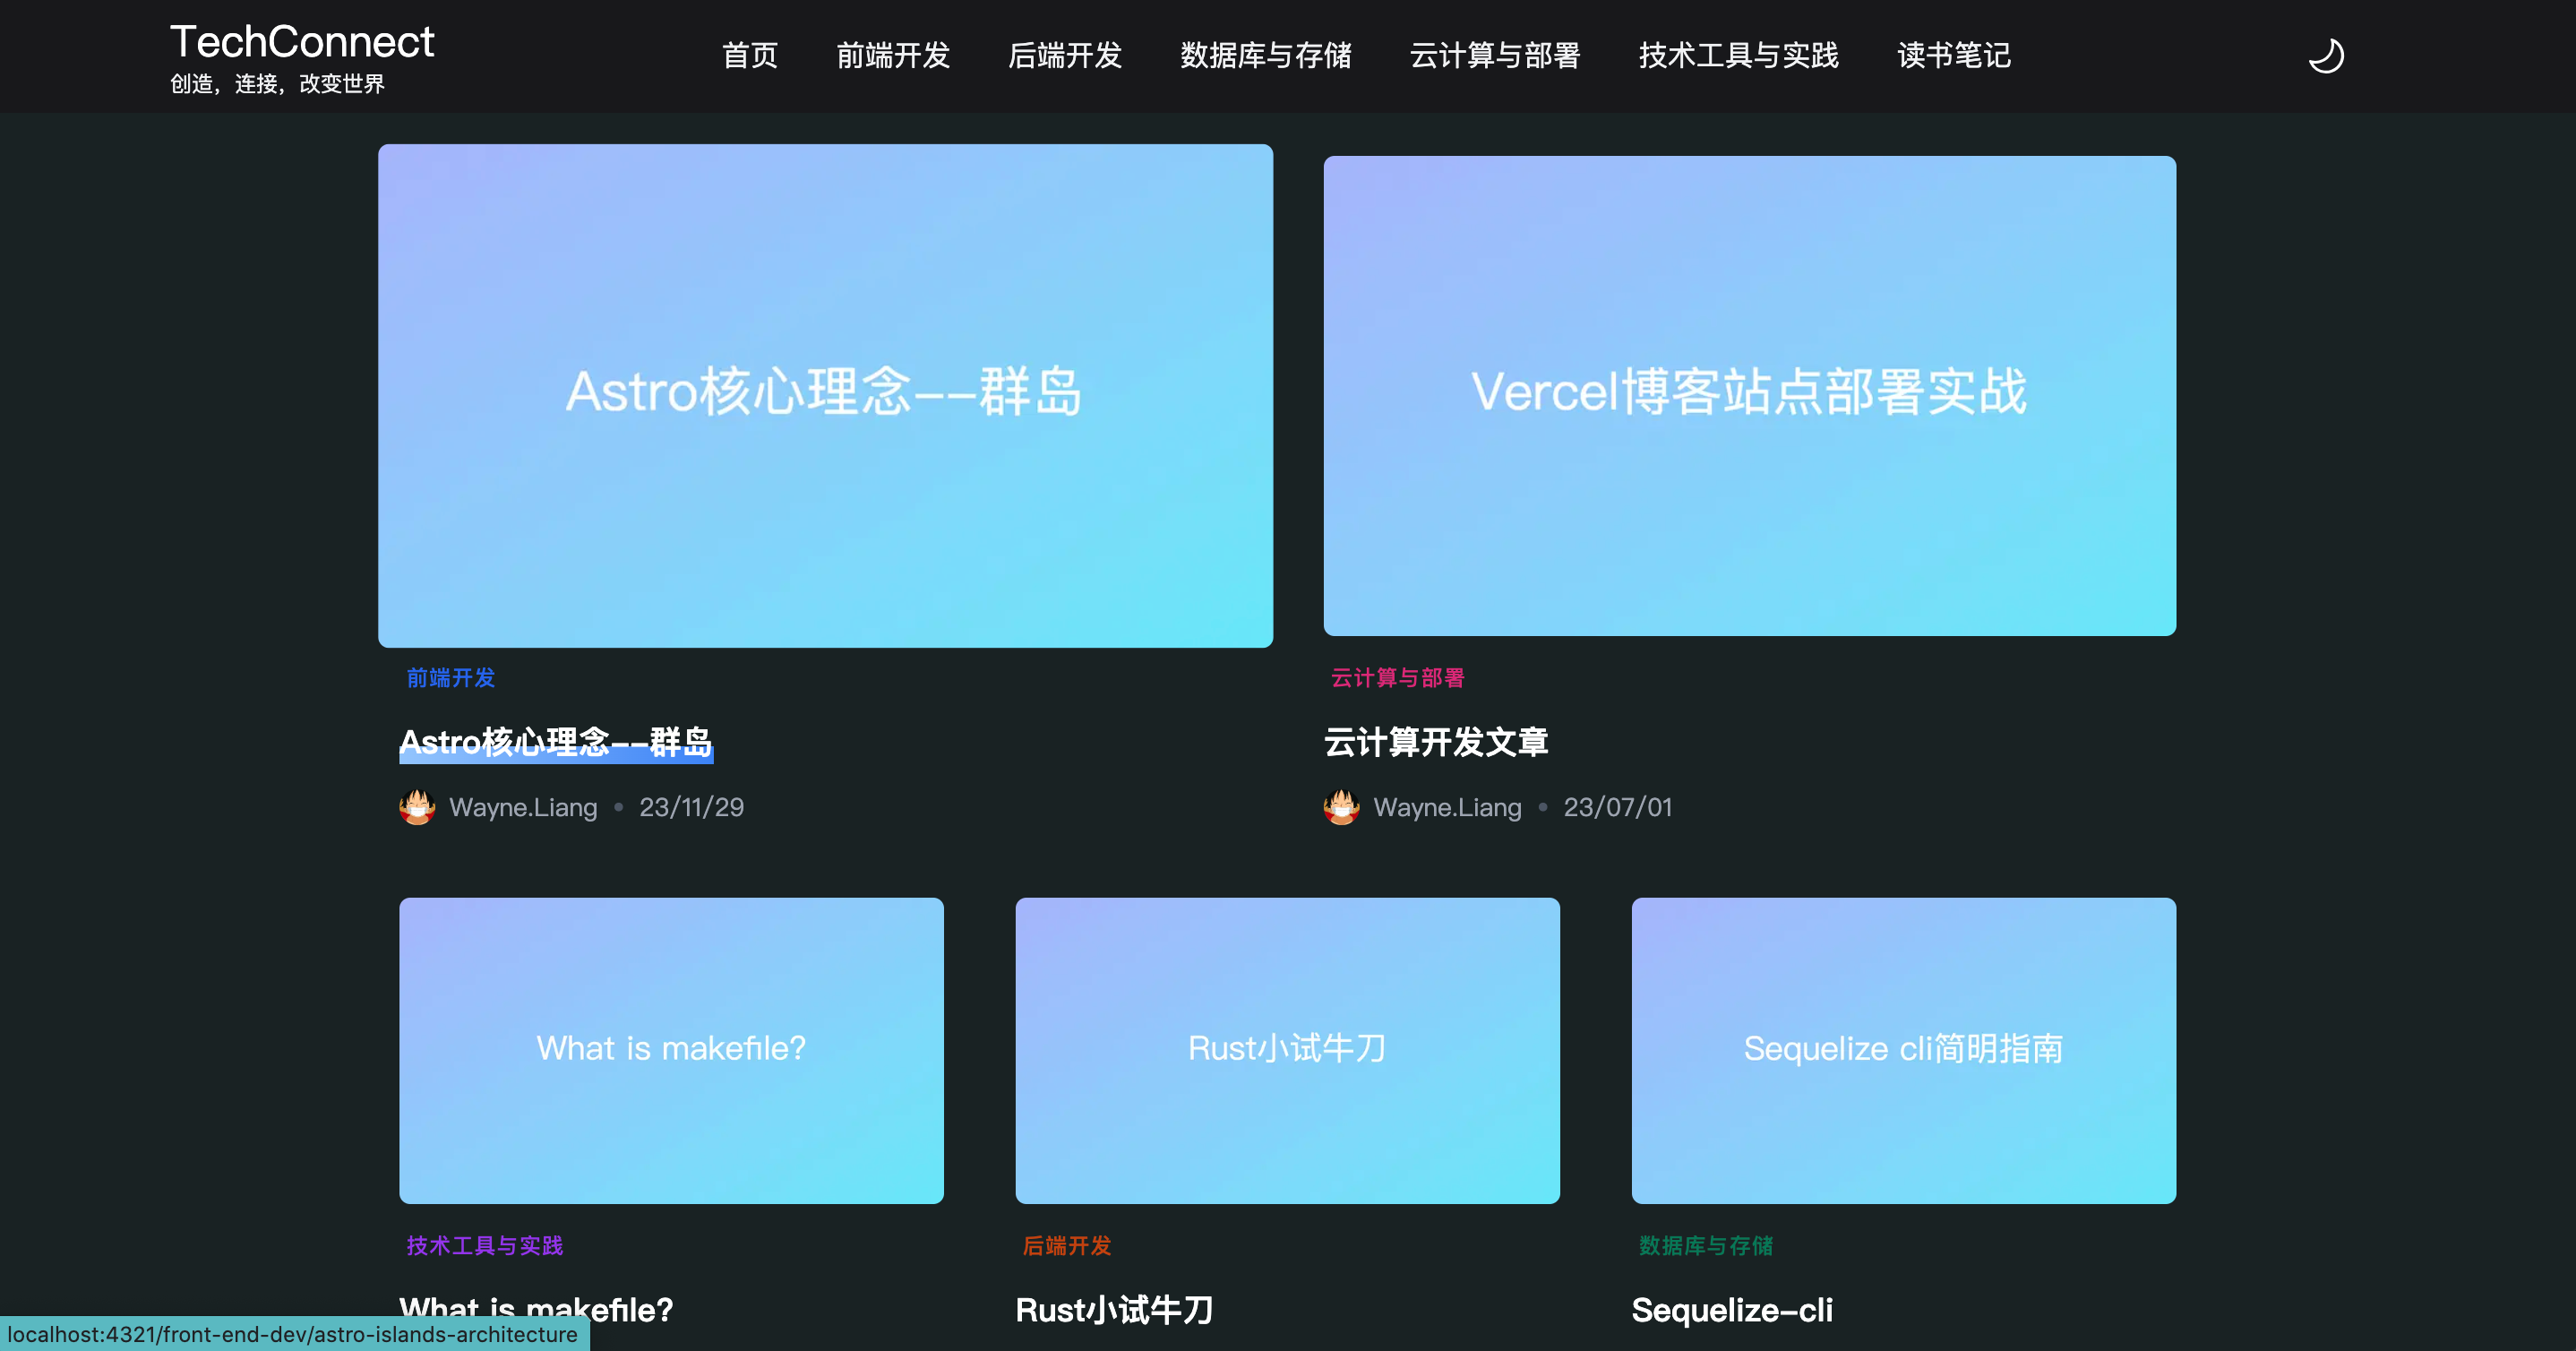 TechConnect
创造，连接，改变世界
首页 前端开发 后端开发 数据库与存储 云计算与部署 技术工具与实践 读书笔记
Astro核心理念--群岛
Vercel博客站点部署实战
前端开发
Astro核心理念--群岛
Wayne.Liang • 23/11/29
云计算与部署
云计算开发文章
Wayne.Liang • 23/07/01
What is makefile?
Rust小试牛刀
Sequelize cli简明指南
技术工具与实践
What is makefile?
后端开发
Rust小试牛刀
数据库与存储
Sequelize-cli
localhost:4321/front-end-dev/astro-islands-architecture